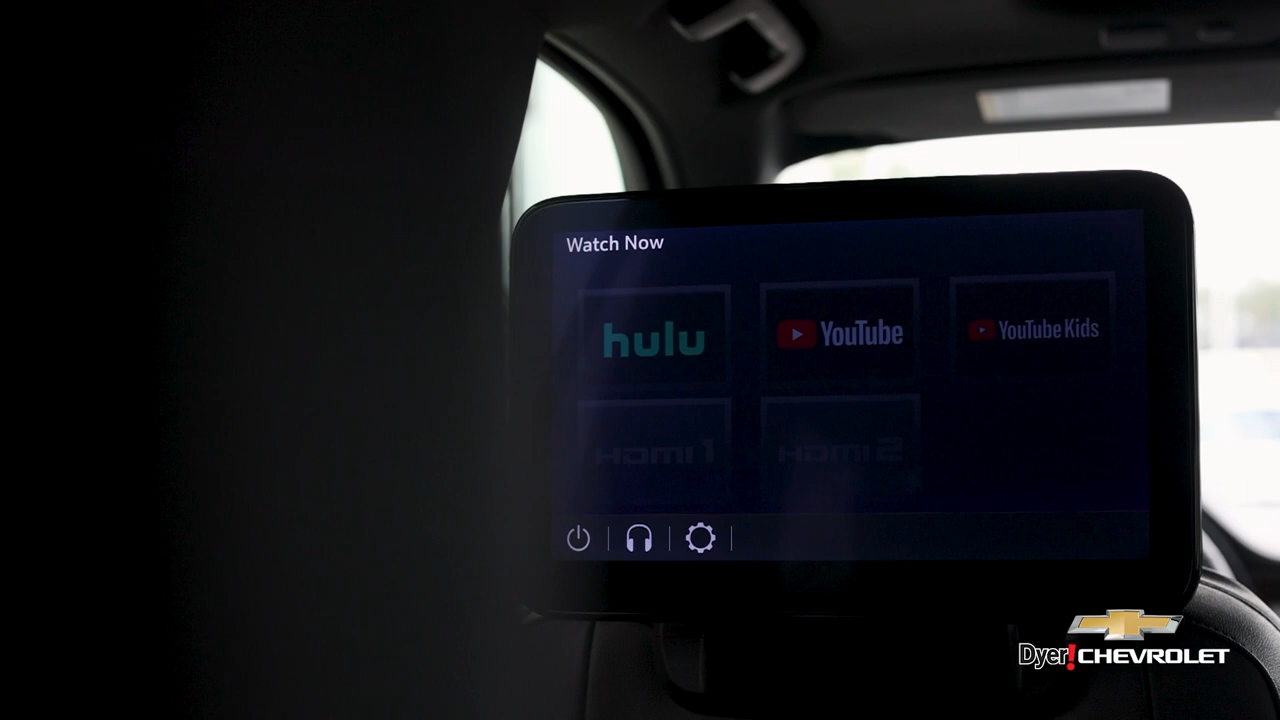 Watch Now
hulu
YouTube
YouTube Kids
HDMI 1
HDMI 2
Dyer! CHEVROLET